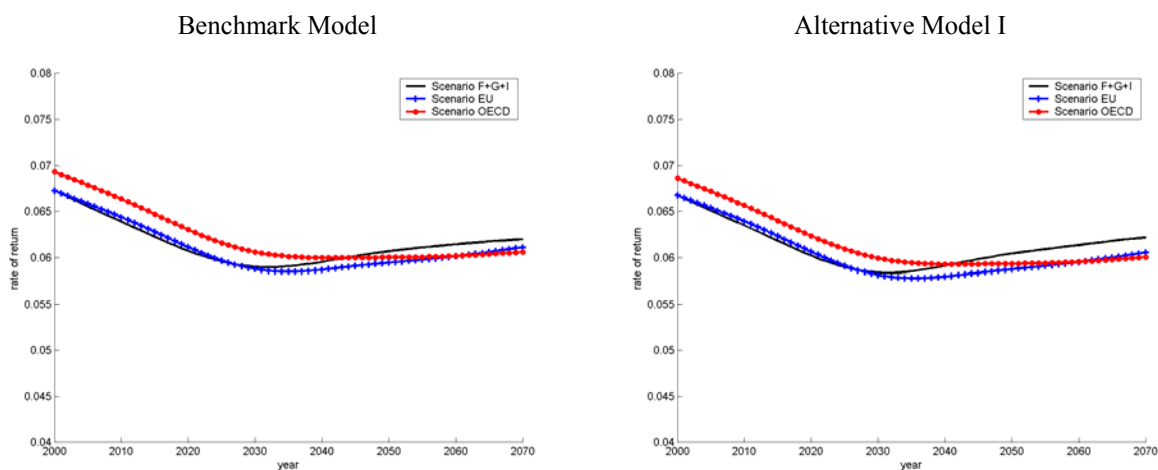 Benchmark Model
Alternative Model I
0.08
0.075
0.07
0.065
0.06
0.055
0.05
0.045
0.04
rate of return
2000 2010 2020 2030 2040 2050 2060 2070
year
Scenario F+G+I
Scenario EU
Scenario OECD
0.08
0.075
0.07
0.065
0.06
0.055
0.05
0.045
0.04
rate of return
2000 2010 2020 2030 2040 2050 2060 2070
year
Scenario F+G+I
Scenario EU
Scenario OECD